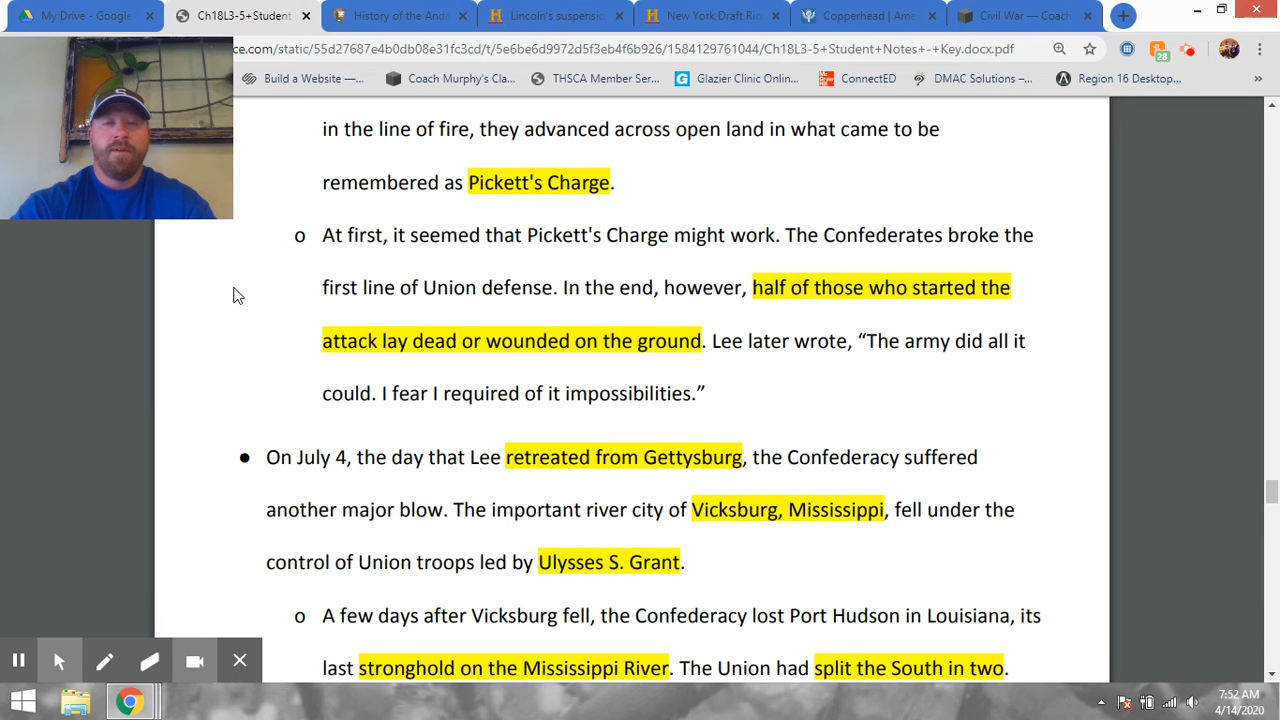 My Drive - Google
Ch18L3-5+Student
History of the Andr
Lincoln's suspensio
New York Draft Rio
Copperhead | Ame
Civil War — Coach
ce.com/static/55d27687e4b0db08e31fc3cd/t/5e6be6d9972d5f3eb4f6b926/1584129761044/Ch18L3-5+Student+Notes+-+Key.docx.pdf
28
Build a Website —...
Coach Murphy's Cla...
THSCA Member Ser...
Glazier Clinic Onlin...
ConnectED
DMAC Solutions –...
Region 16 Desktop...
»
in the line of fire, they advanced across open land in what came to be
remembered as Pickett's Charge.
o At first, it seemed that Pickett's Charge might work. The Confederates broke the
first line of Union defense. In the end, however, half of those who started the
attack lay dead or wounded on the ground. Lee later wrote, “The army did all it
could. I fear I required of it impossibilities.”
● On July 4, the day that Lee retreated from Gettysburg, the Confederacy suffered
another major blow. The important river city of Vicksburg, Mississippi, fell under the
control of Union troops led by Ulysses S. Grant.
o A few days after Vicksburg fell, the Confederacy lost Port Hudson in Louisiana, its
last stronghold on the Mississippi River. The Union had split the South in two.
7:52 AM
4/14/2020